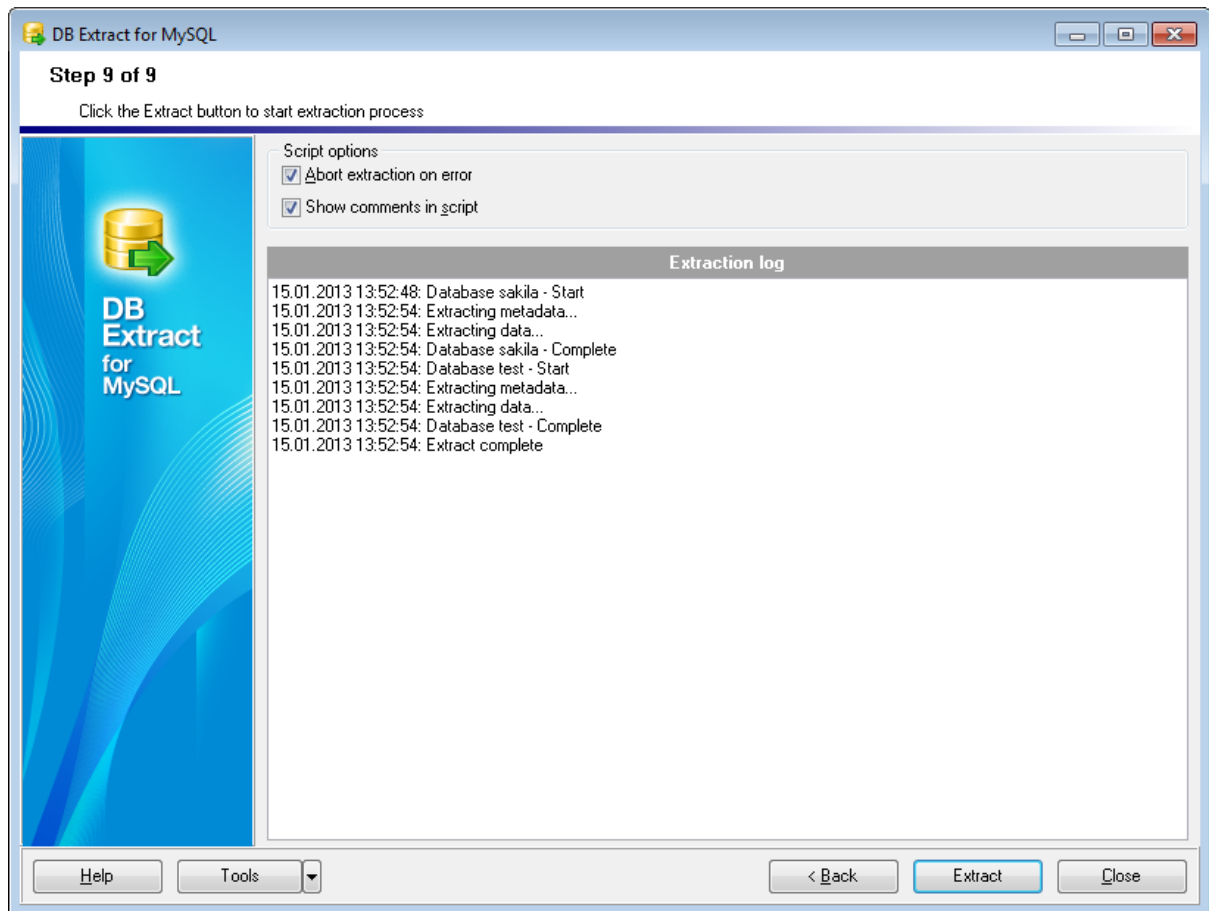 DB Extract for MySQL
Step 9 of 9
Click the Extract button to start extraction process
DB
Extract
for
MySQL
Script options
Abort extraction on error
Show comments in script
Extraction log
15.01.2013 13:52:48: Database sakila - Start
15.01.2013 13:52:54: Extracting metadata...
15.01.2013 13:52:54: Extracting data...
15.01.2013 13:52:54: Database sakila - Complete
15.01.2013 13:52:54: Database test - Start
15.01.2013 13:52:54: Extracting metadata...
15.01.2013 13:52:54: Extracting data...
15.01.2013 13:52:54: Database test - Complete
15.01.2013 13:52:54: Extract complete
Help Tools < Back Extract Close